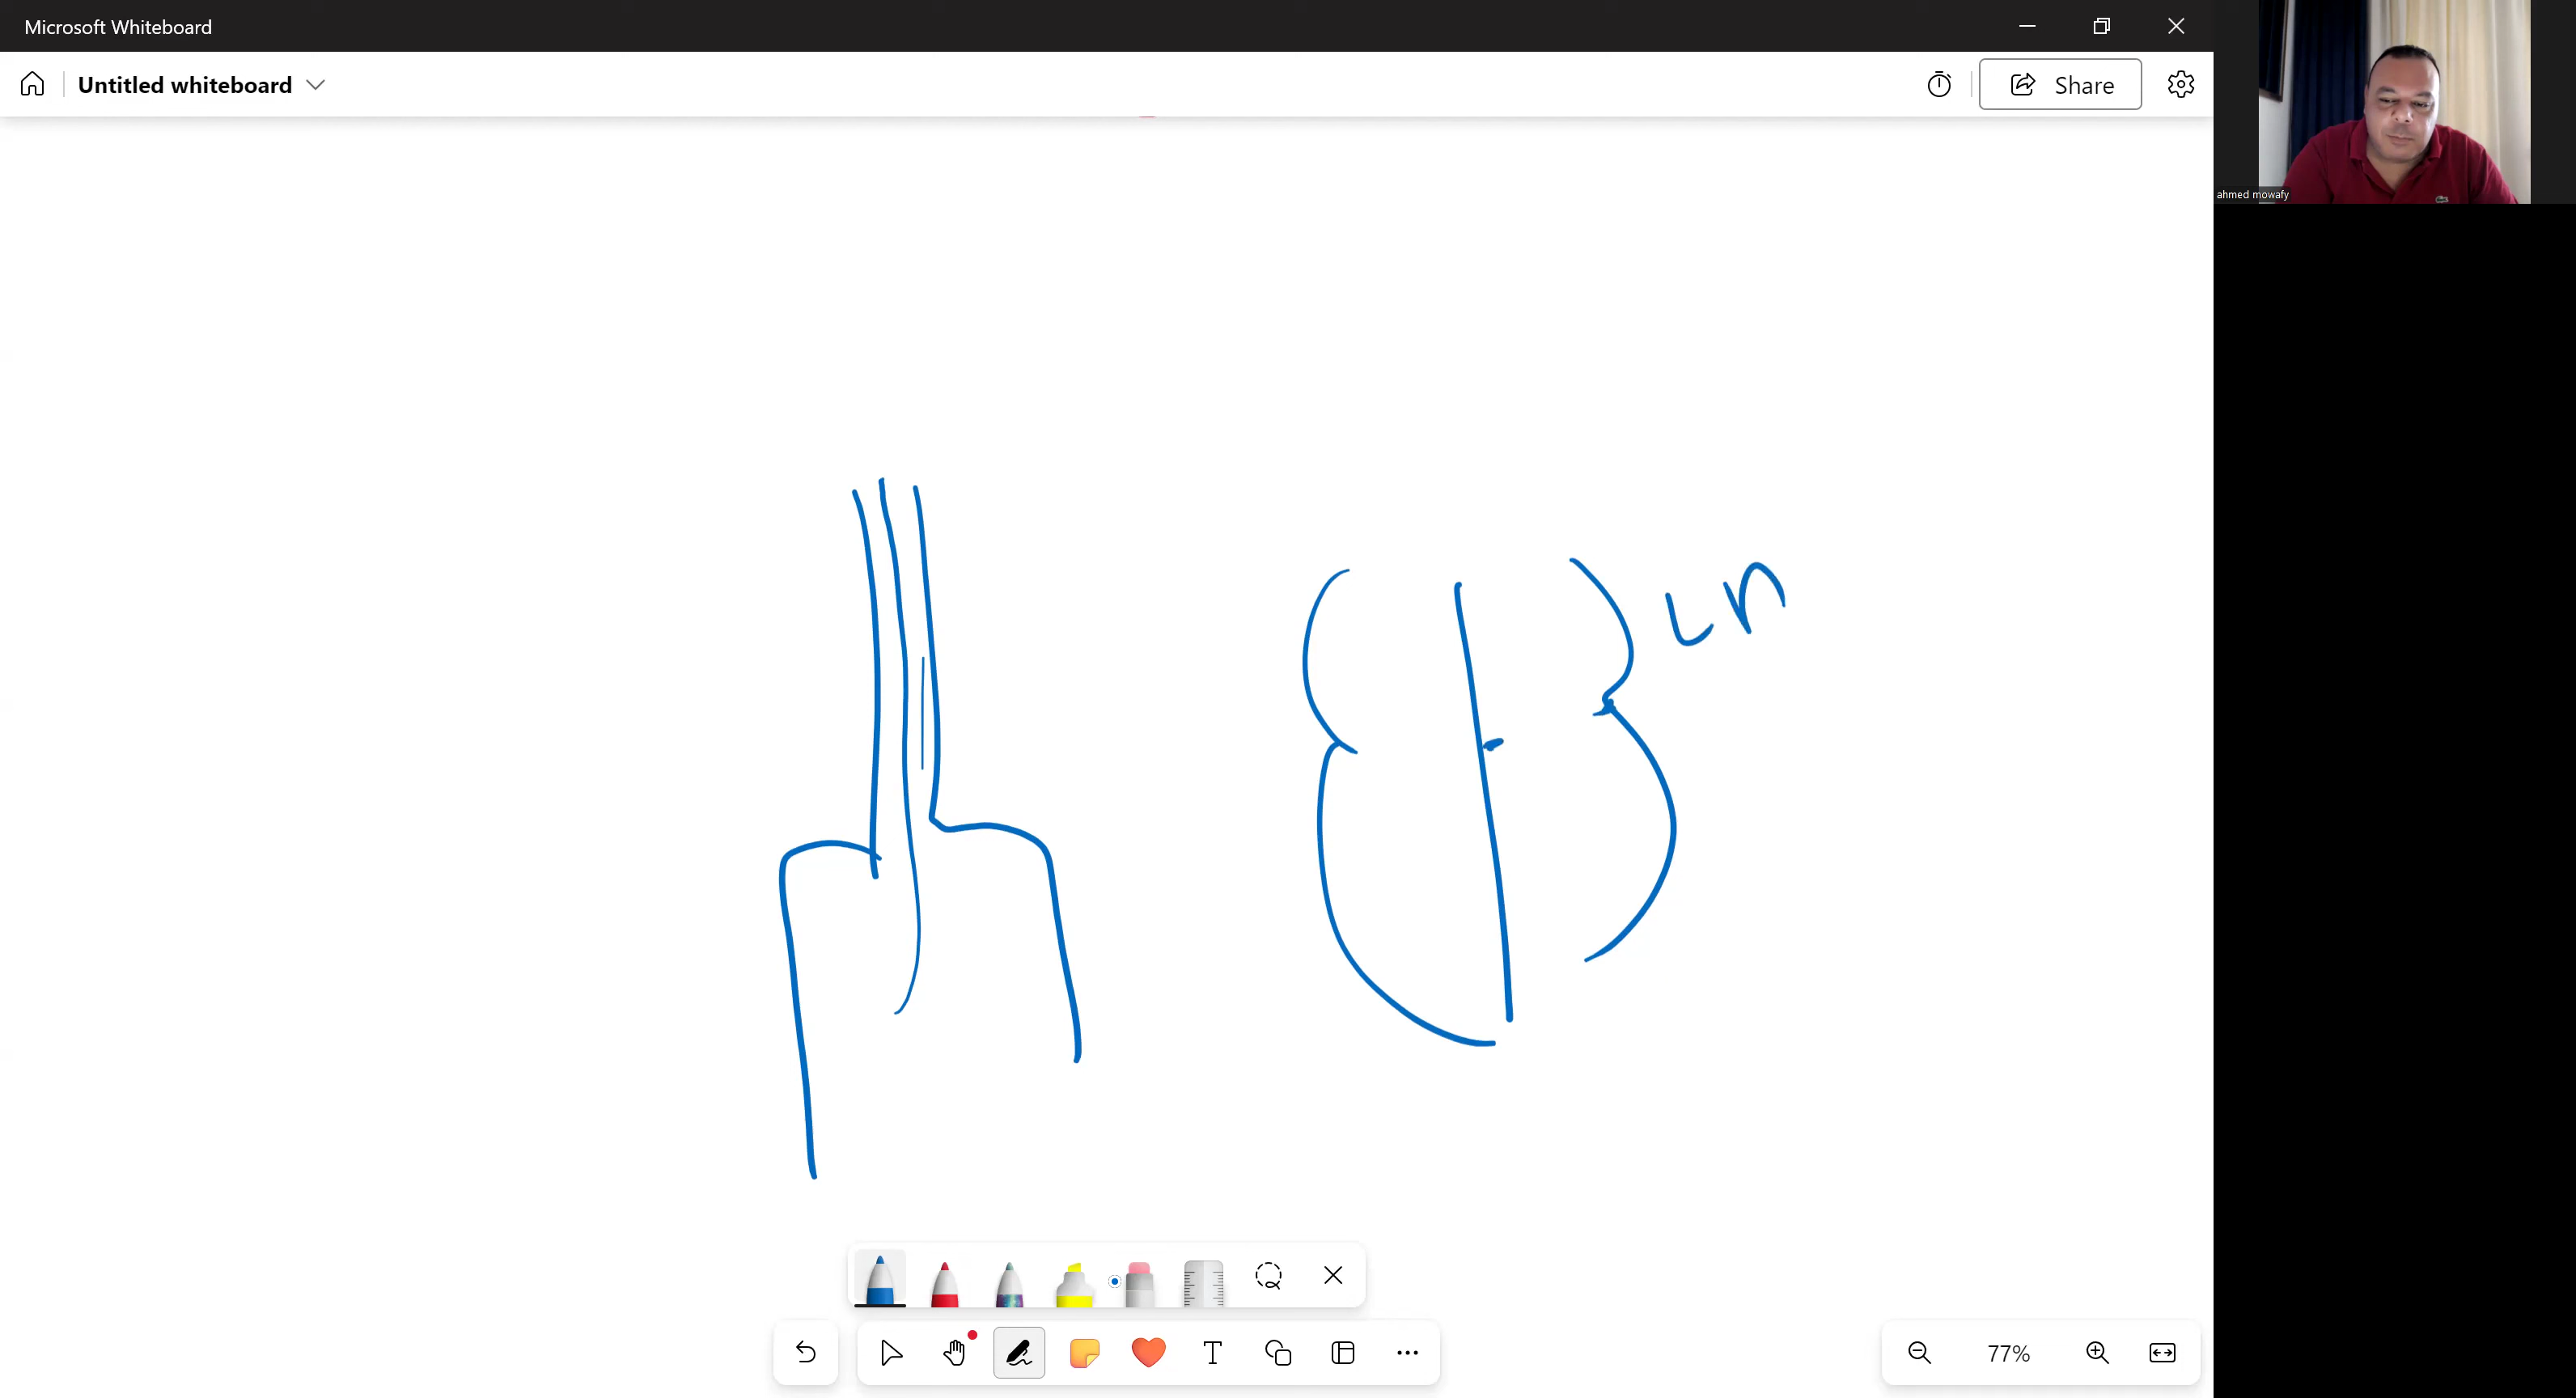 Microsoft Whiteboard
Untitled whiteboard
Share
ahmed mowafy
Ln
77%